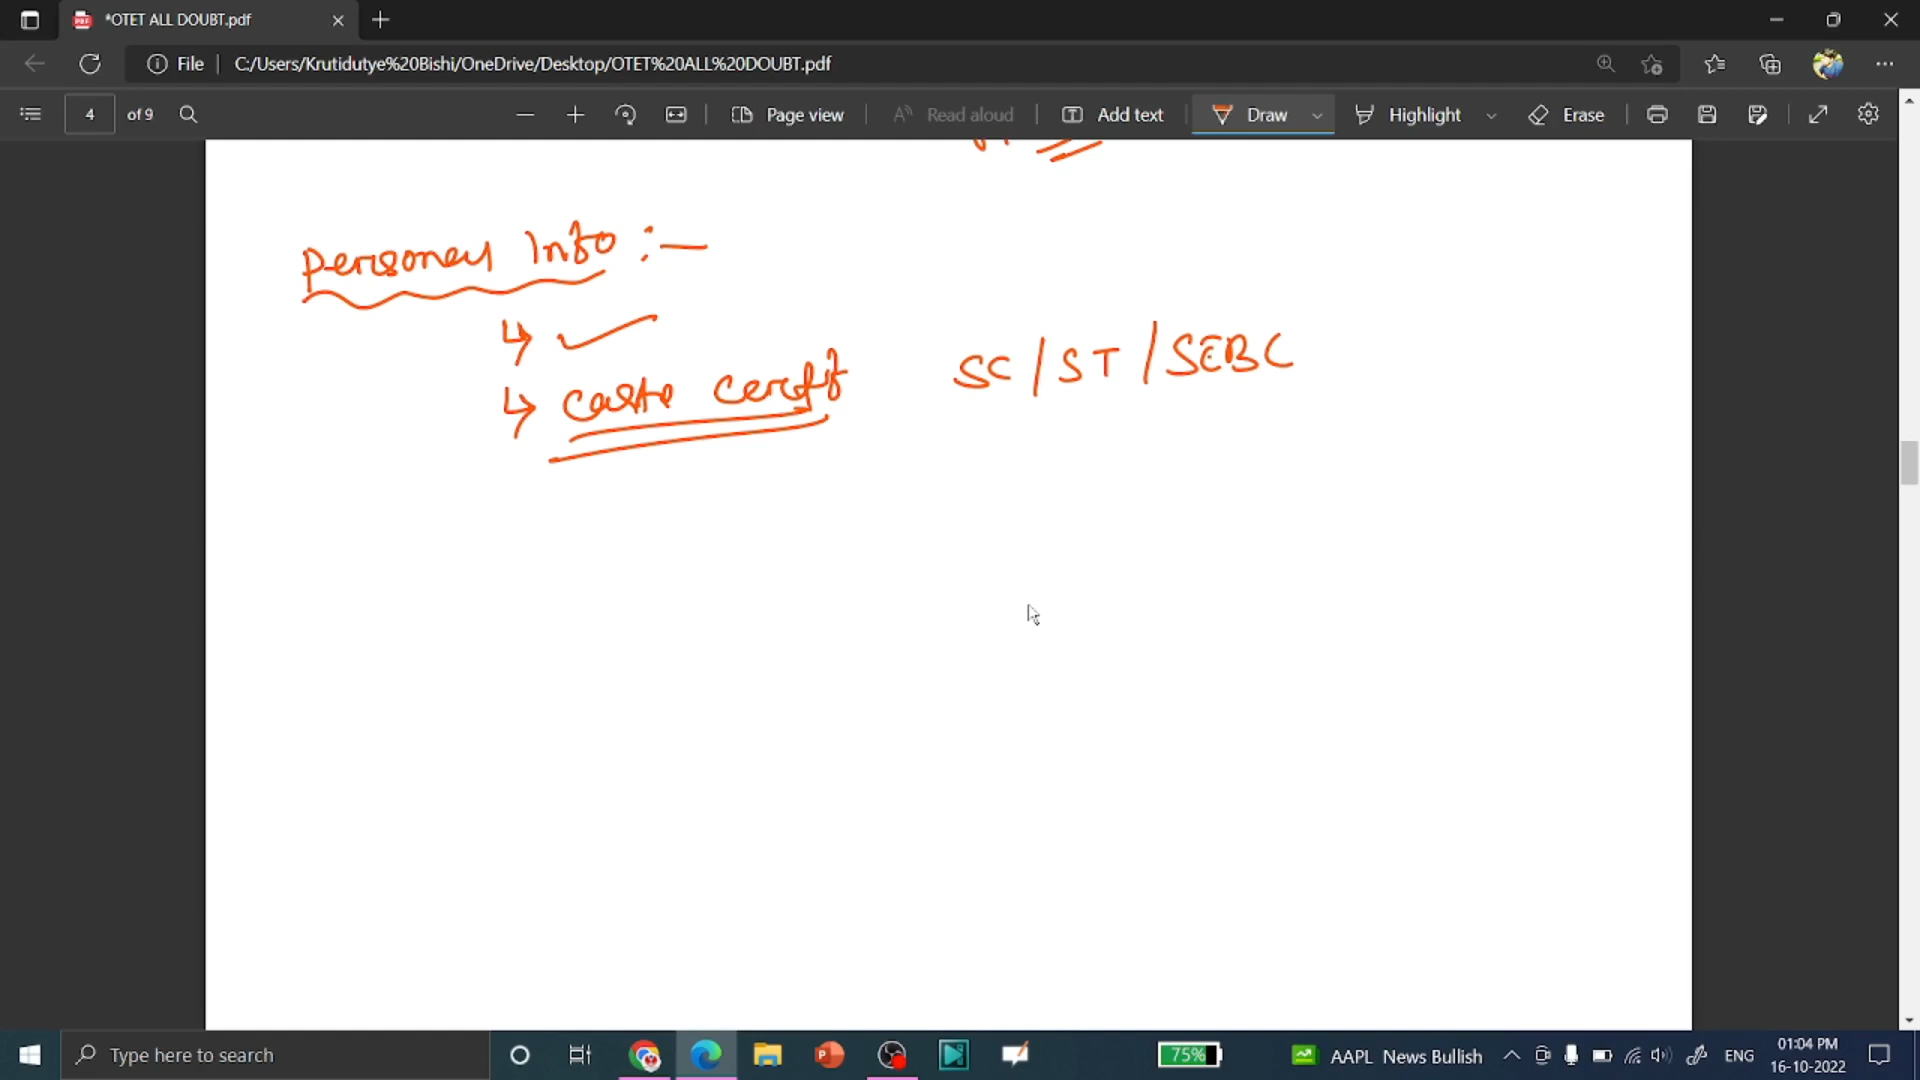 *OTET ALL DOUBT.pdf
File C:/Users/Krutidutye%20Bishi/OneDrive/Desktop/OTET%20ALL%20DOUBT.pdf
4 of 9 Page view Read aloud Add text Draw Highlight Erase
Info :-
SC / ST / SEBC
caste
Type here to search 75% AAPL News Bullish ENG 01:04 PM
16-10-2022